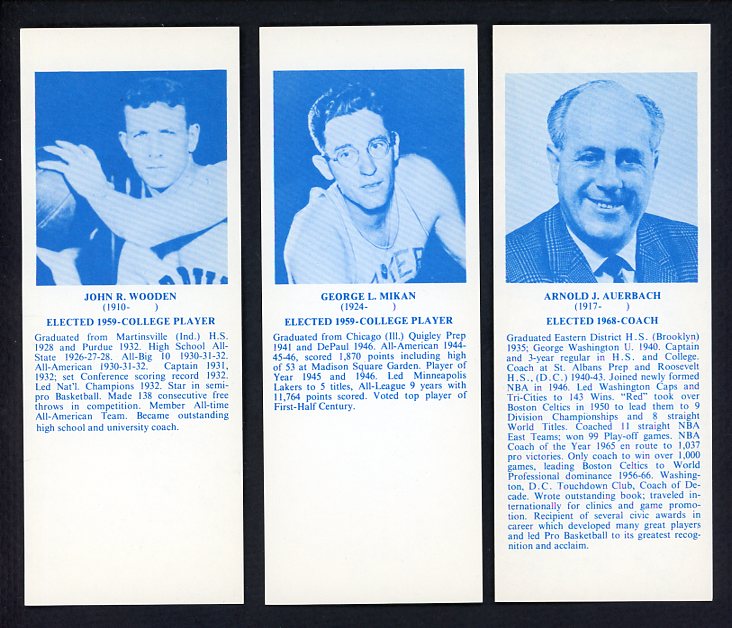 JOHN R. WOODEN
(1910-      )
ELECTED 1959-COLLEGE PLAYER
Graduated from Martinsville (Ind.) H.S.
1928 and Purdue 1932. High School All-
State 1926-27-28. All-Big 10 1930-31-32.
All-American 1930-31-32. Captain 1931,
1932; set Conference scoring record 1932.
Led Nat'l. Champions 1932. Star in semi-
pro Basketball. Made 138 consecutive free
throws in competition. Member All-time
All-American Team. Became outstanding
high school and university coach.
GEORGE L. MIKAN
(1924-      )
ELECTED 1959-COLLEGE PLAYER
Graduated from Chicago (Ill.) Quigley Prep
1941 and DePaul 1946. All-American 1944-
45-46, scored 1,870 points including high
of 53 at Madison Square Garden. Player of
Year 1945 and 1946. Led Minneapolis
Lakers to 5 titles, All-League 9 years with
11,764 points scored. Voted top player of
First-Half Century.
ARNOLD J. AUERBACH
(1917-      )
ELECTED 1968-COACH
Graduated Eastern District H.S. (Brooklyn)
1935; George Washington U. 1940. Captain
and 3-year regular in H.S. and College.
Coach at St. Albans Prep and Roosevelt
H.S., (D.C.) 1940-43. Joined newly formed
NBA in 1946. Led Washington Caps and
Tri-Cities to 143 Wins. "Red" took over
Boston Celtics in 1950 to lead them to 9
Division Championships and 8 straight
World Titles. Coached 11 straight NBA
East Teams; won 99 Play-off games. NBA
Coach of the Year 1965 en route to 1,037
pro victories. Only coach to win over 1,000
games, leading Boston Celtics to World
Professional dominance 1956-66. Washing-
ton, D.C. Touchdown Club, Coach of De-
cade. Wrote outstanding book; traveled in-
ternationally for clinics and game promo-
tion. Recipient of several civic awards in
career which developed many great players
and led Pro Basketball to its greatest recog-
nition and acclaim.